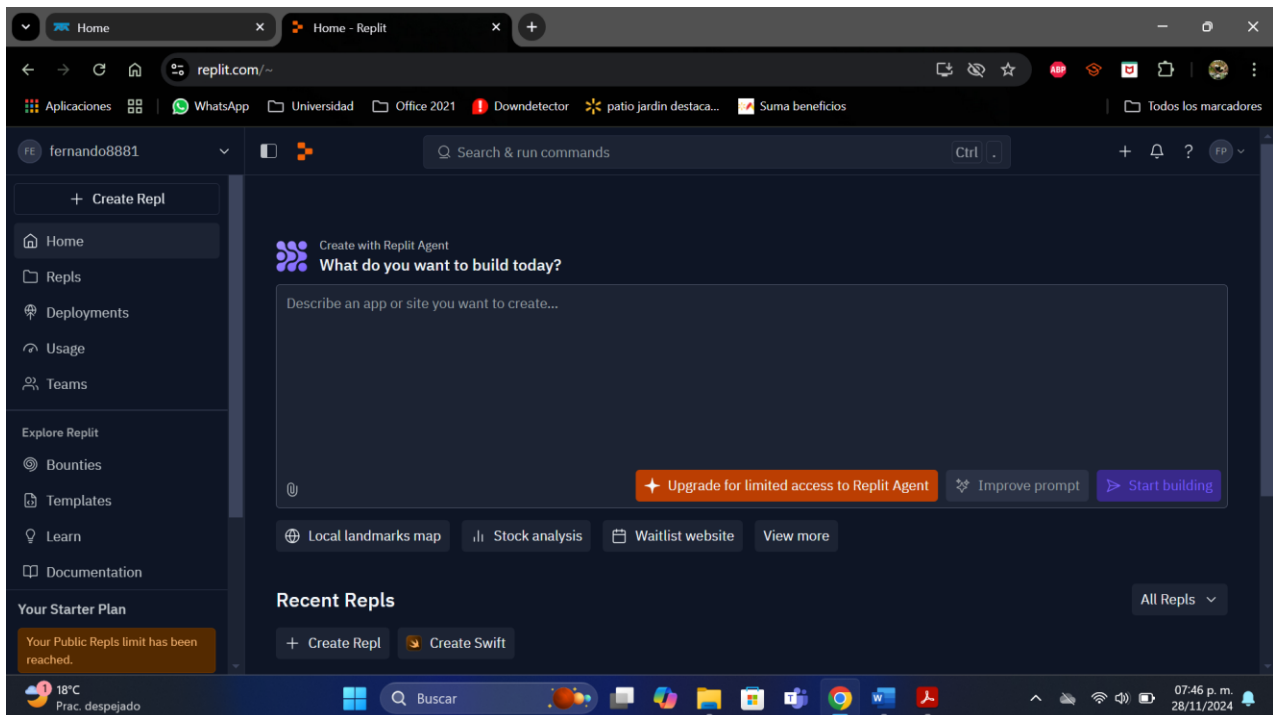 Home
Home - Replit
replit.com/~
ABP
Aplicaciones
WhatsApp
Universidad
Office 2021
Downdetector
patio jardin destaca...
Suma beneficios
Todos los marcadores
FE fernando8881
Search & run commands
Ctrl .
? FP
+ Create Repl
Home
Repls
Deployments
Usage
Teams
Explore Replit
Bounties
Templates
Learn
Documentation
Your Starter Plan
Your Public Repls limit has been
reached.
Create with Replit Agent
What do you want to build today?
Describe an app or site you want to create...
Upgrade for limited access to Replit Agent
Improve prompt
Start building
Local landmarks map
Stock analysis
Waitlist website
View more
Recent Repls
All Repls
+ Create Repl
Create Swift
1
18°C
Prac. despejado
Buscar
07:46 p. m.
28/11/2024